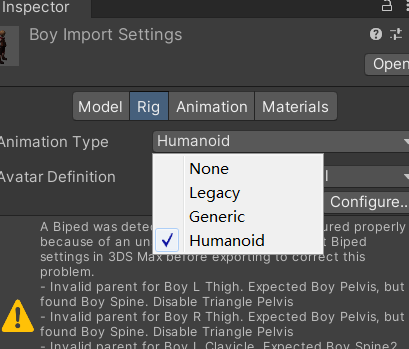 Inspector
Boy Import Settings
Open
Model Rig Animation Materials
Animation Type Humanoid
None
Legacy
Generic
Humanoid
Avatar Definition
Configure..
A Biped was detec ured properly
because of an un t Biped
settings in 3DS Max before exporting to correct this
problem.
- Invalid parent for Boy L Thigh. Expected Boy Pelvis, but
found Boy Spine. Disable Triangle Pelvis
- Invalid parent for Boy R Thigh. Expected Boy Pelvis, but
found Boy Spine. Disable Triangle Pelvis
- Invalid parent for Boy L Clavicle. Expected Boy Spine2